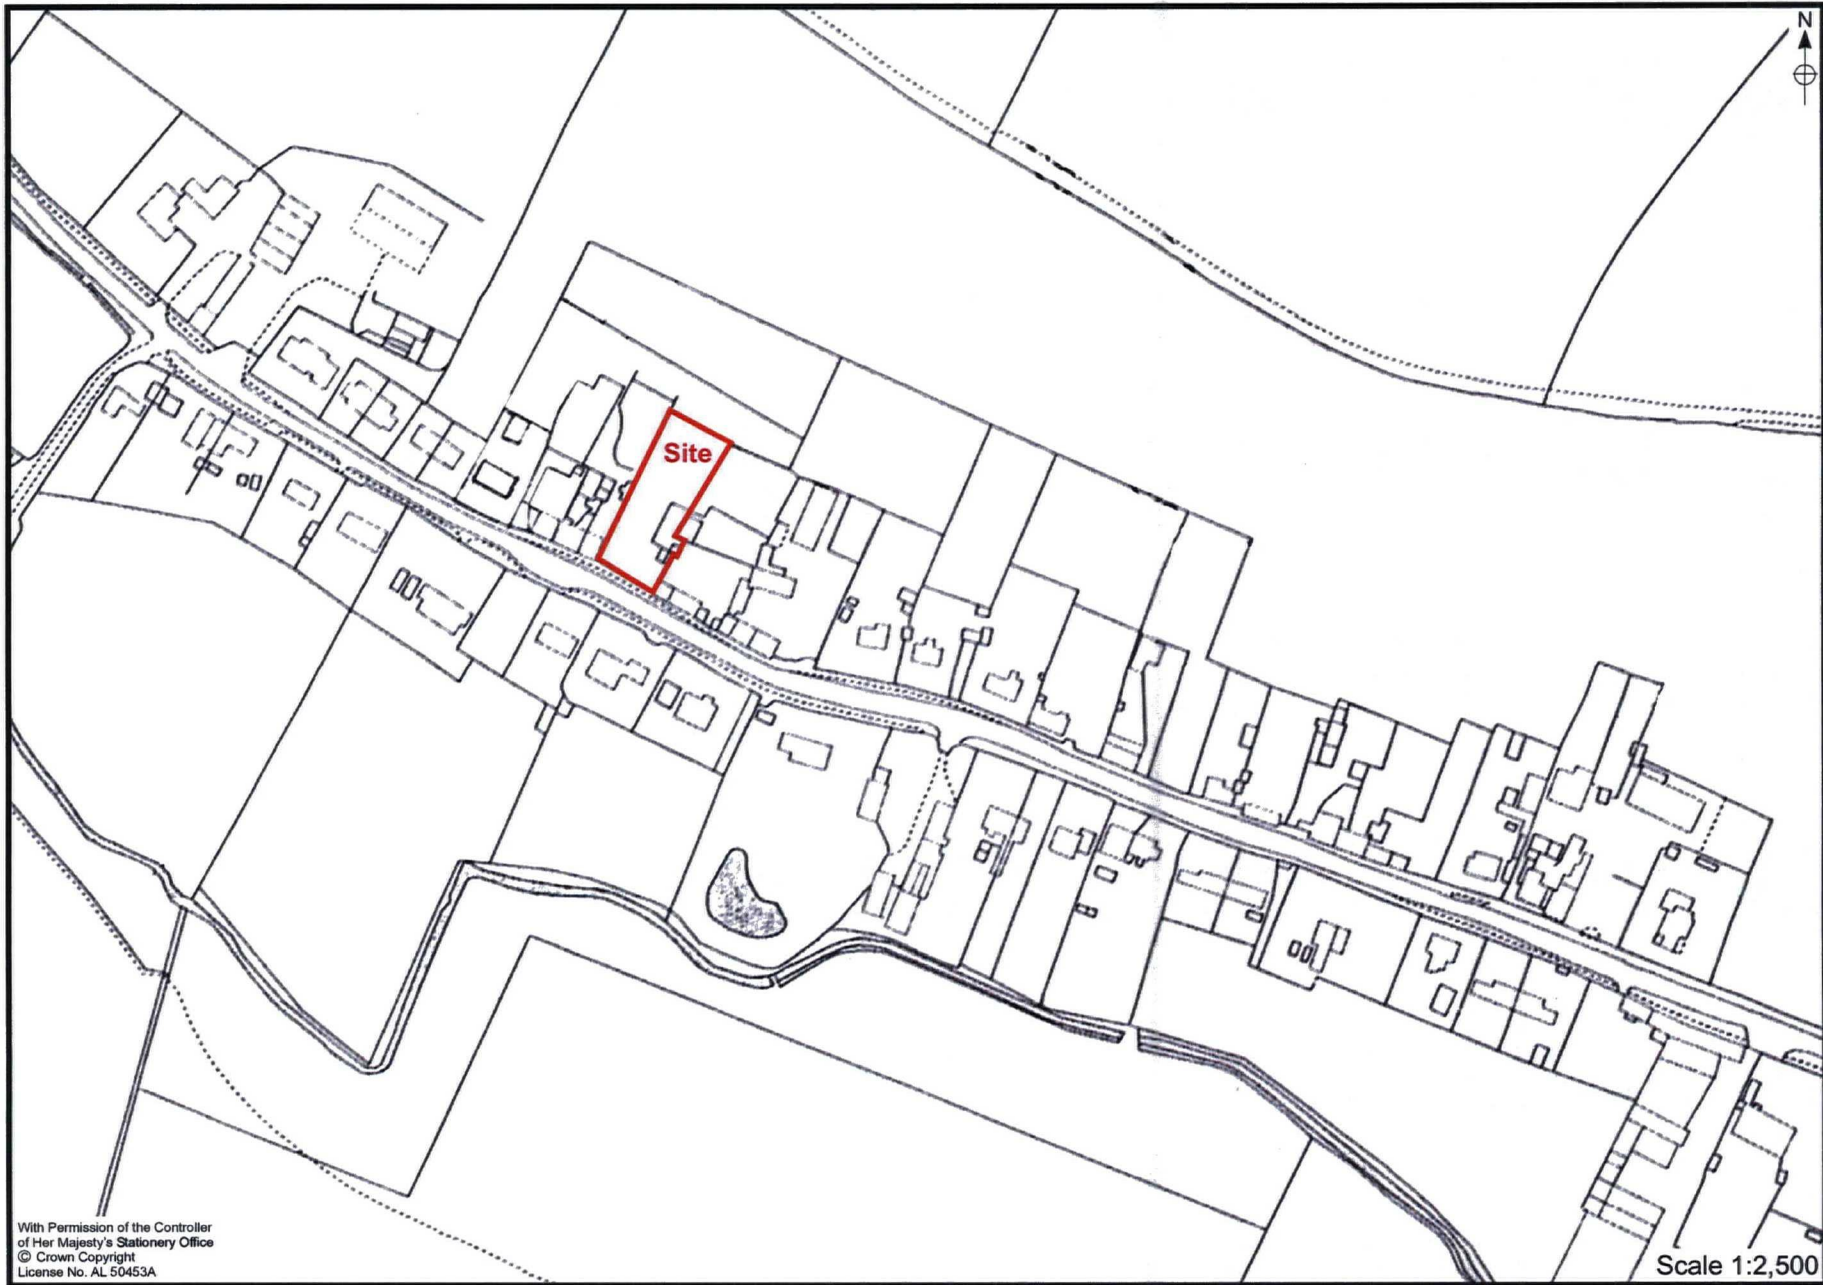 N
Site
With Permission of the Controller
of Her Majesty's Stationery Office
© Crown Copyright
License No. AL 50453A
Scale 1:2,500